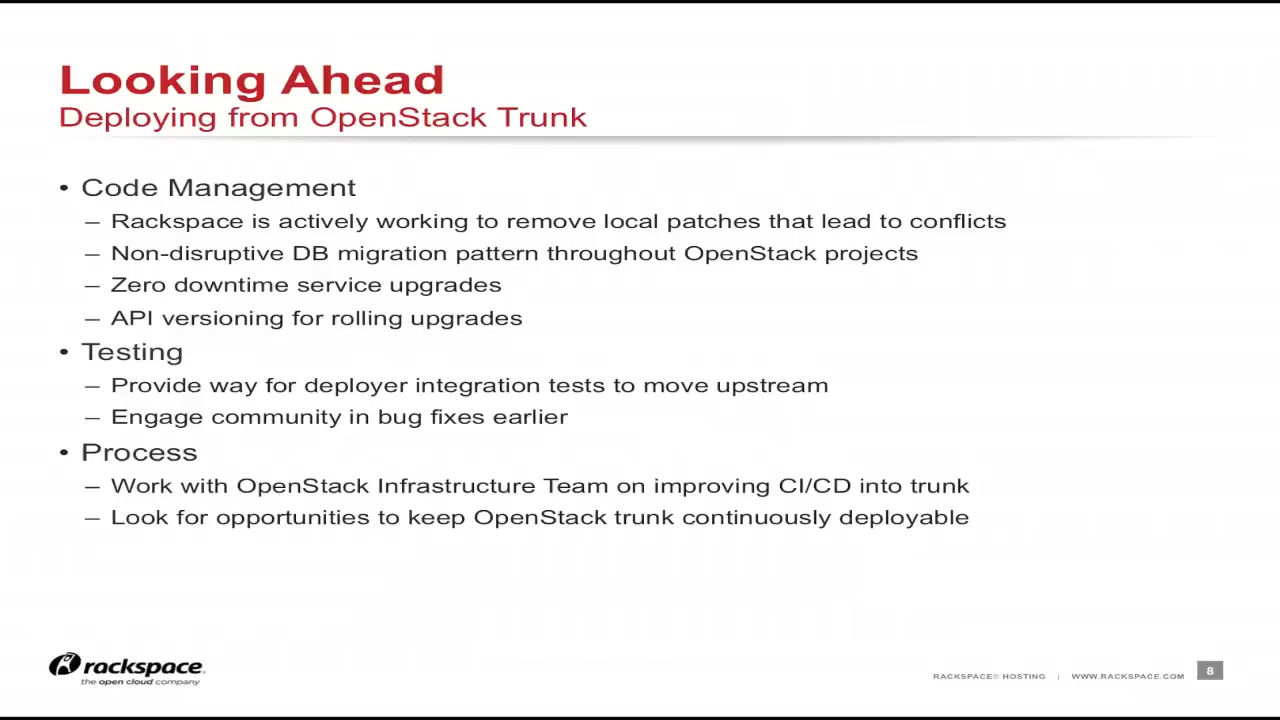 Looking Ahead
Deploying from OpenStack Trunk
• Code Management
– Rackspace is actively working to remove local patches that lead to conflicts
– Non-disruptive DB migration pattern throughout OpenStack projects
– Zero downtime service upgrades
– API versioning for rolling upgrades
• Testing
– Provide way for deployer integration tests to move upstream
– Engage community in bug fixes earlier
• Process
– Work with OpenStack Infrastructure Team on improving CI/CD into trunk
– Look for opportunities to keep OpenStack trunk continuously deployable
rackspace
the open cloud company
RACKSPACE® HOSTING | WWW.RACKSPACE.COM 8